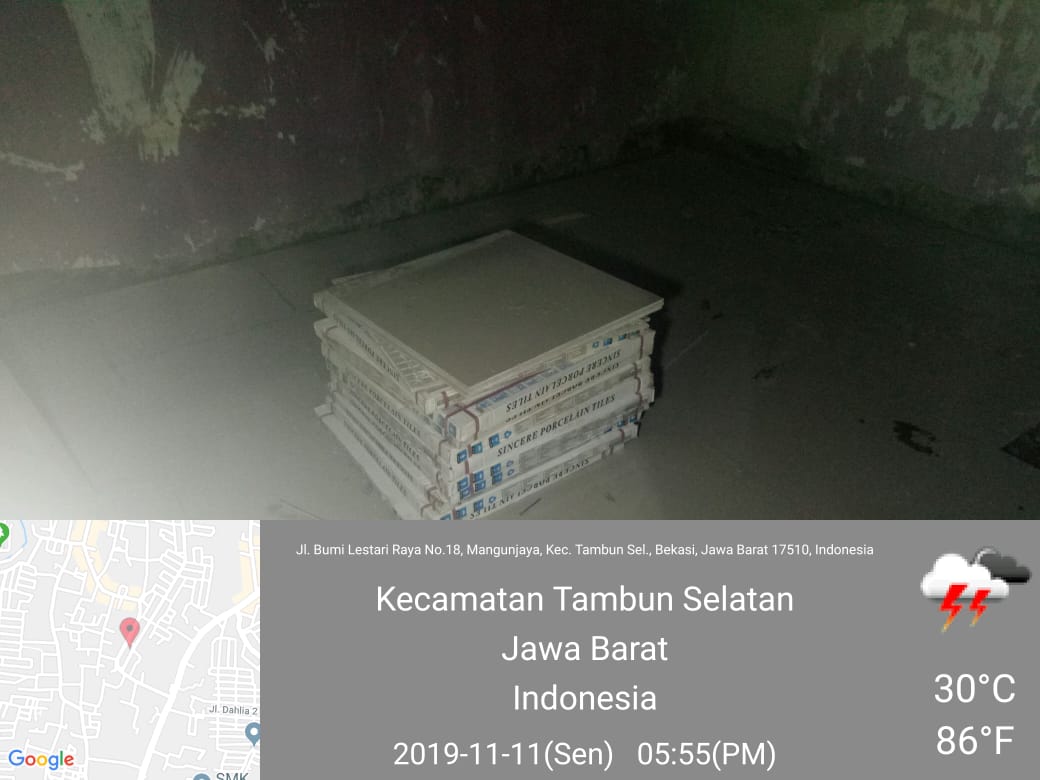 SINCERE PORCELAIN TILES
SINCERE PORCELAIN TILES
SINCERE PORCELAIN TILES
Jl. Bumi Lestari Raya No.18, Mangunjaya, Kec. Tambun Sel., Bekasi, Jawa Barat 17510, Indonesia
Kecamatan Tambun Selatan
Jawa Barat
Indonesia
2019-11-11(Sen) 05:55(PM)
30°C
86°F
Jl. Dahlia 2
Google
SMK